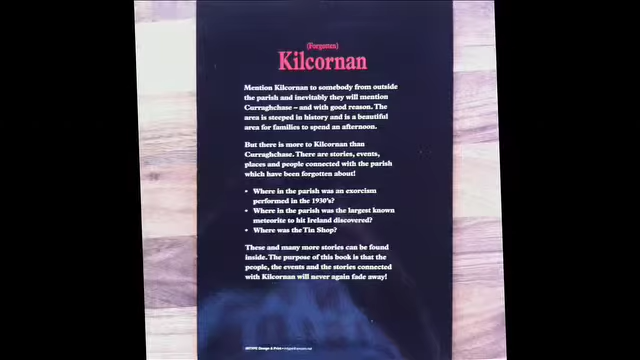 (Forgotten)
Kilcornan
Mention Kilcornan to somebody from outside
the parish and inevitably they will mention
Curraghchase – and with good reason. The
area is steeped in history and is a beautiful
area for families to spend an afternoon.
But there is more to Kilcornan than
Curraghchase. There are stories, events,
places and people connected with the parish
which have been forgotten about!
• Where in the parish was an exorcism
performed in the 1930's?
• Where in the parish was the largest known
meteorite to hit Ireland discovered?
• Where was the Tin Shop?
These and many more stories can be found
inside. The purpose of this book is that the
people, the events and the stories connected
with Kilcornan will never again fade away!
Design & Print